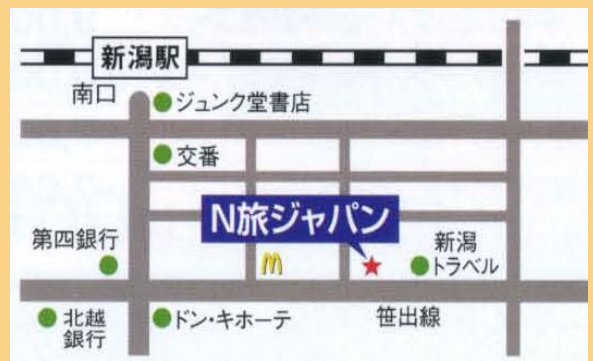 新潟駅
南口
ジュンク堂書店
交番
N旅ジャパン
第四銀行
m
新潟
トラベル
北越
銀行
ドン・キホーテ
笹出線